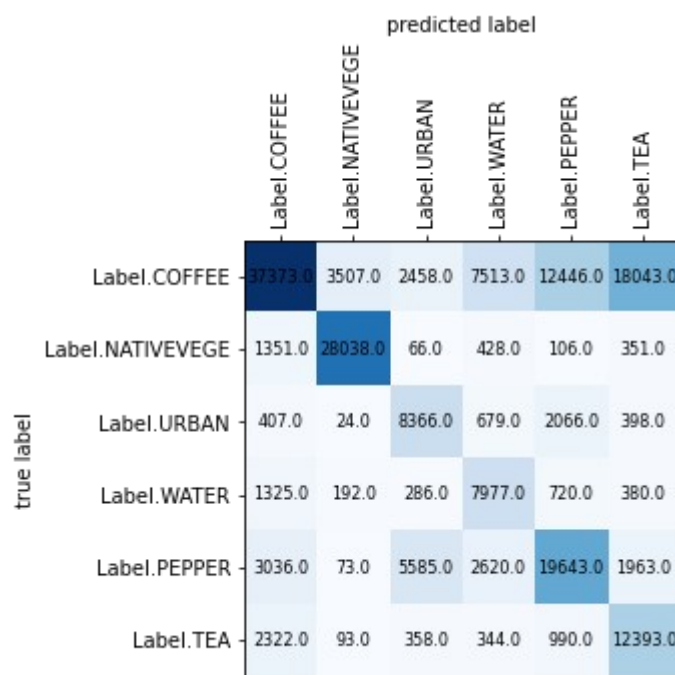 predicted label
Label.COFFEE
Label.NATIVEVEGE
Label.URBAN
Label.WATER
Label.PEPPER
Label.TEA
true label
Label.COFFEE 37373.0 3507.0 2458.0 7513.0 12446.0 18043.0
Label.NATIVEVEGE 1351.0 28038.0 66.0 428.0 106.0 351.0
Label.URBAN 407.0 24.0 8366.0 679.0 2066.0 398.0
Label.WATER 1325.0 192.0 286.0 7977.0 720.0 380.0
Label.PEPPER 3036.0 73.0 5585.0 2620.0 19643.0 1963.0
Label.TEA 2322.0 93.0 358.0 344.0 990.0 12393.0